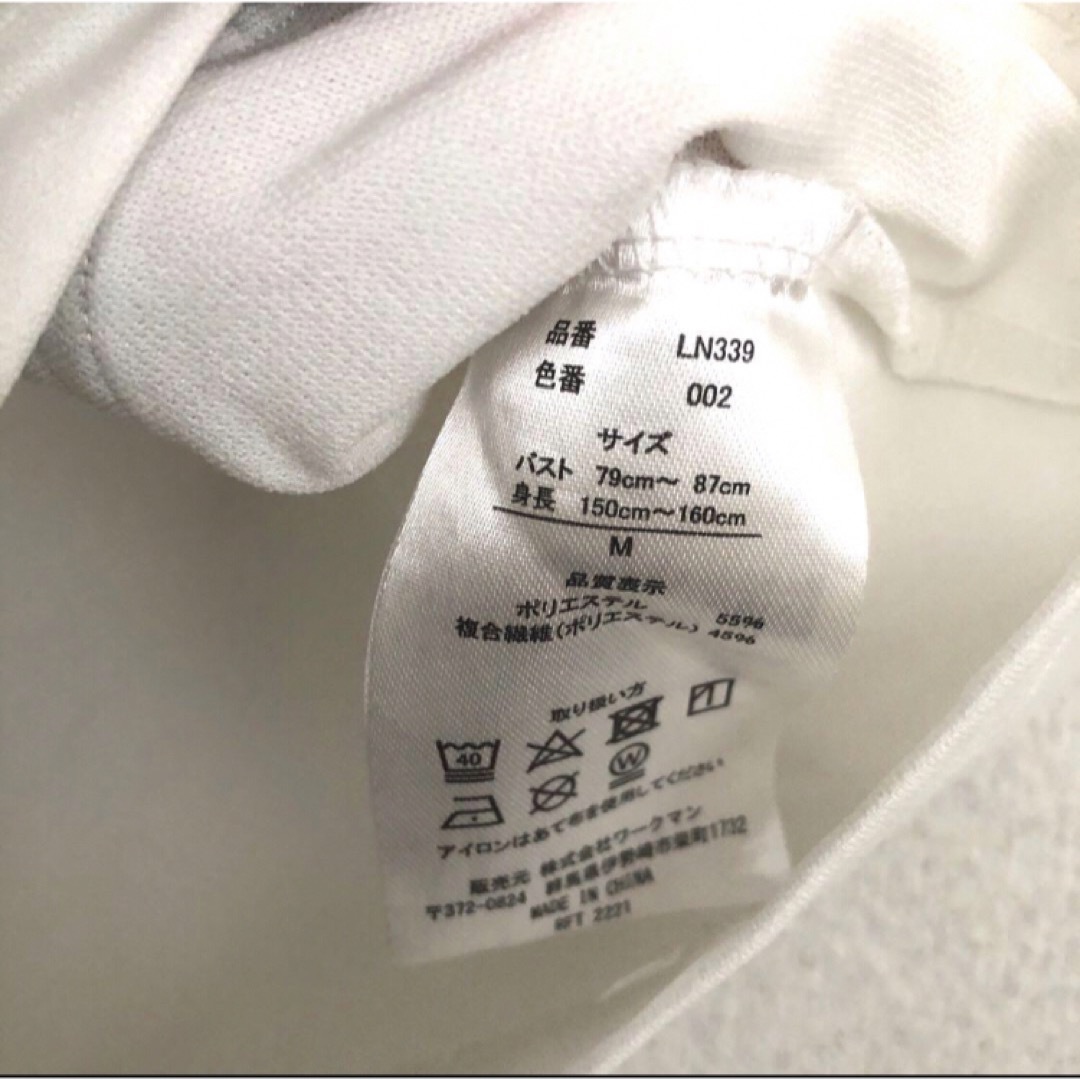 品番 LN339
色番 002
サイズ
バスト 79cm〜 87cm
身長 150cm〜160cm
M
品質表示
ポリエステル 55%
複合繊維(ポリエステル) 45%
取り扱い方
40
W
アイロンはあて布を使用してください
販売元 株式会社ワークマン
〒372-0824 群馬県伊勢崎市柴町1732
MADE IN CHINA
RFT 2221